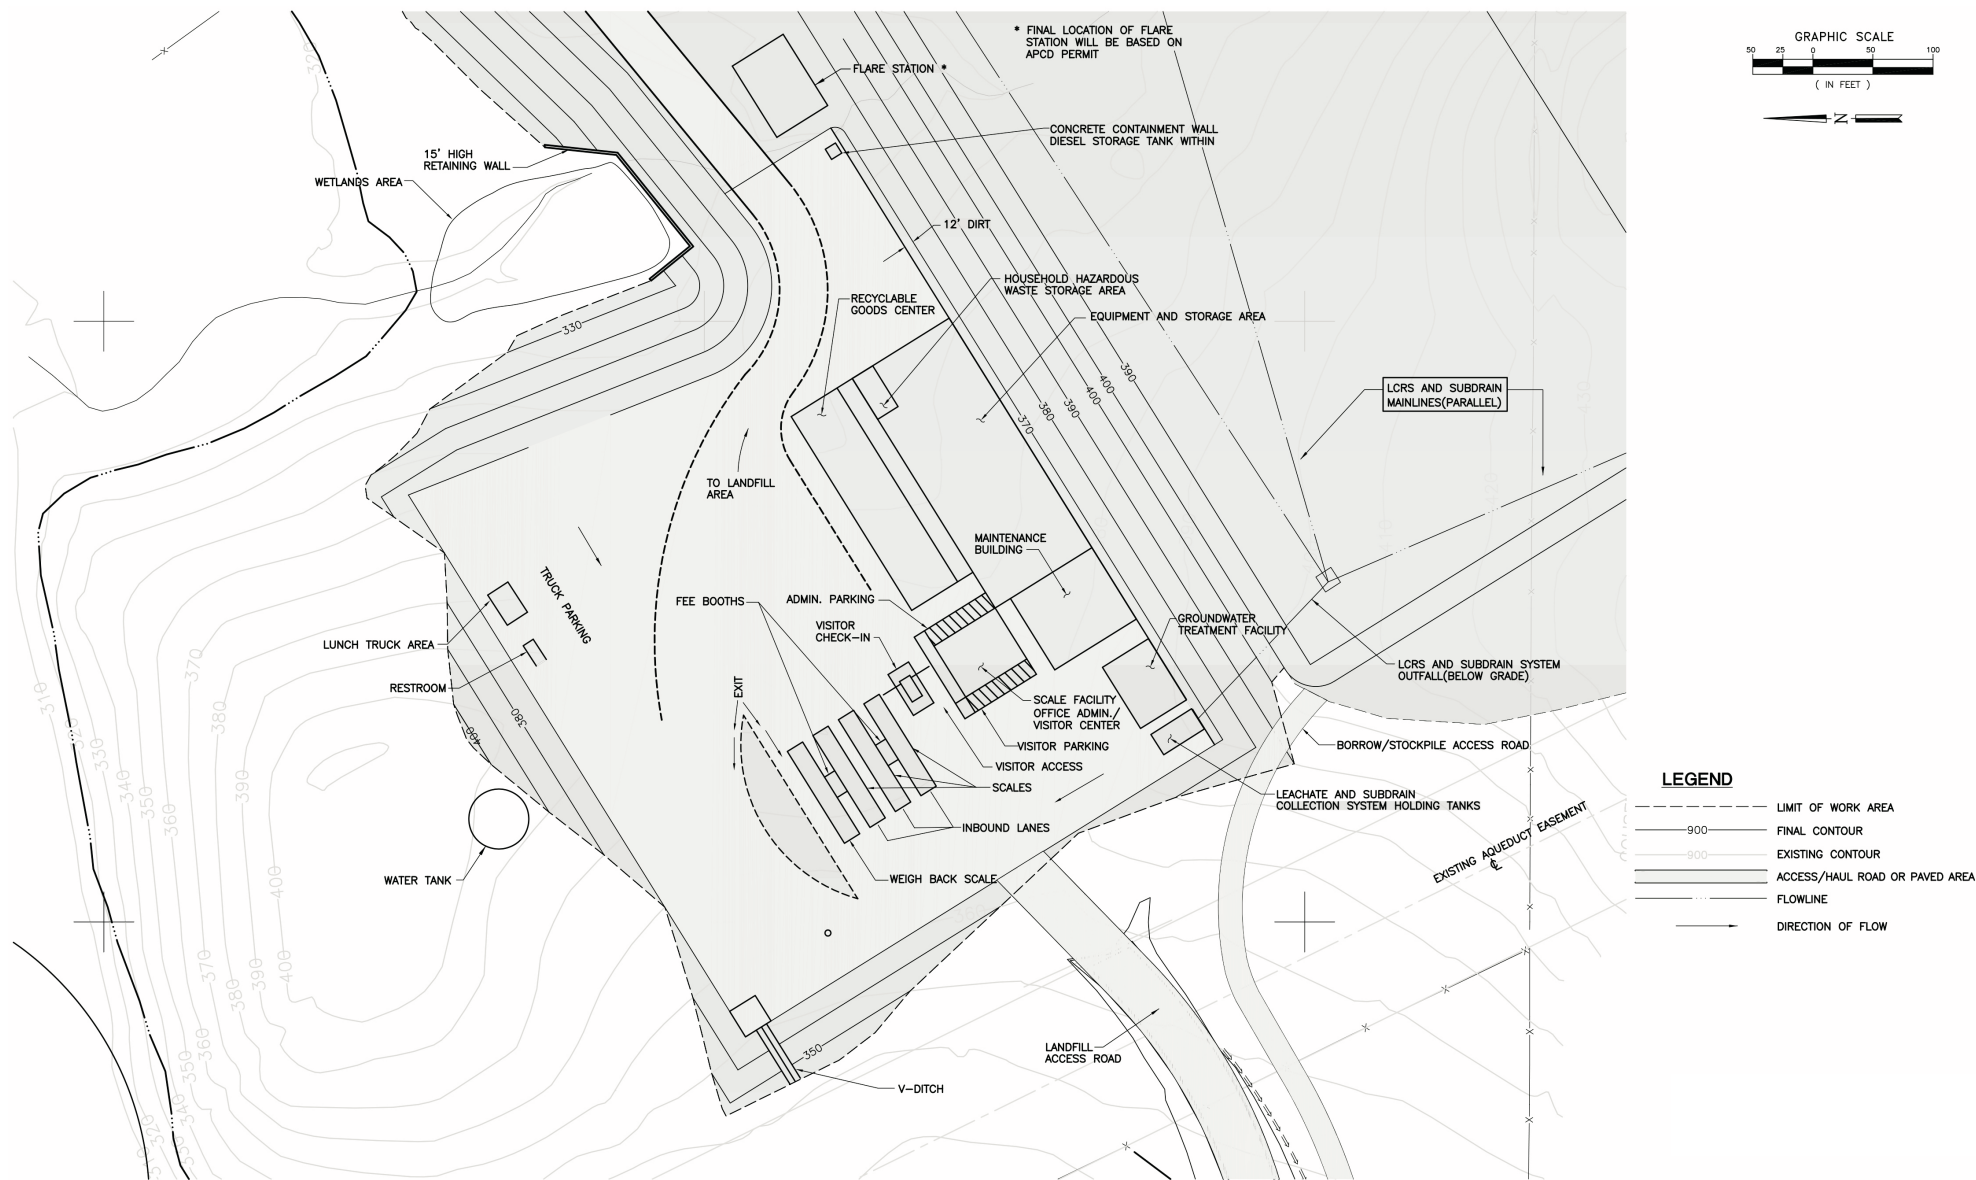 * FINAL LOCATION OF FLARE
STATION WILL BE BASED ON
APCD PERMIT
GRAPHIC SCALE
50 25 0 50 100
( IN FEET )
N
FLARE STATION *
320
CONCRETE CONTAINMENT WALL
DIESEL STORAGE TANK WITHIN
15' HIGH
RETAINING WALL
WETLANDS AREA
12' DIRT
HOUSEHOLD HAZARDOUS
WASTE STORAGE AREA
RECYCLABLE
GOODS CENTER
EQUIPMENT AND STORAGE AREA
330
390
400
400
390
380
370
LCRS AND SUBDRAIN
MAINLINES(PARALLEL)
TO LANDFILL
AREA
MAINTENANCE
BUILDING
TRUCK PARKING
FEE BOOTHS
ADMIN. PARKING
VISITOR
CHECK-IN
GROUNDWATER
TREATMENT FACILITY
LUNCH TRUCK AREA
RESTROOM
LCRS AND SUBDRAIN SYSTEM
OUTFALL(BELOW GRADE)
EXIT
SCALE FACILITY
OFFICE ADMIN./
VISITOR CENTER
VISITOR PARKING
BORROW/STOCKPILE ACCESS ROAD
VISITOR ACCESS
SCALES
380
400
LEACHATE AND SUBDRAIN
COLLECTION SYSTEM HOLDING TANKS
INBOUND LANES
EXISTING AQUEDUCT EASEMENT
℄
WATER TANK
WEIGH BACK SCALE
310
320
330
340
350
360
370
380
390
400
400
390
380
370
360
350
340
330
320
310
350
LANDFILL
ACCESS ROAD
V-DITCH
LEGEND
LIMIT OF WORK AREA
900 FINAL CONTOUR
900 EXISTING CONTOUR
ACCESS/HAUL ROAD OR PAVED AREA
FLOWLINE
DIRECTION OF FLOW